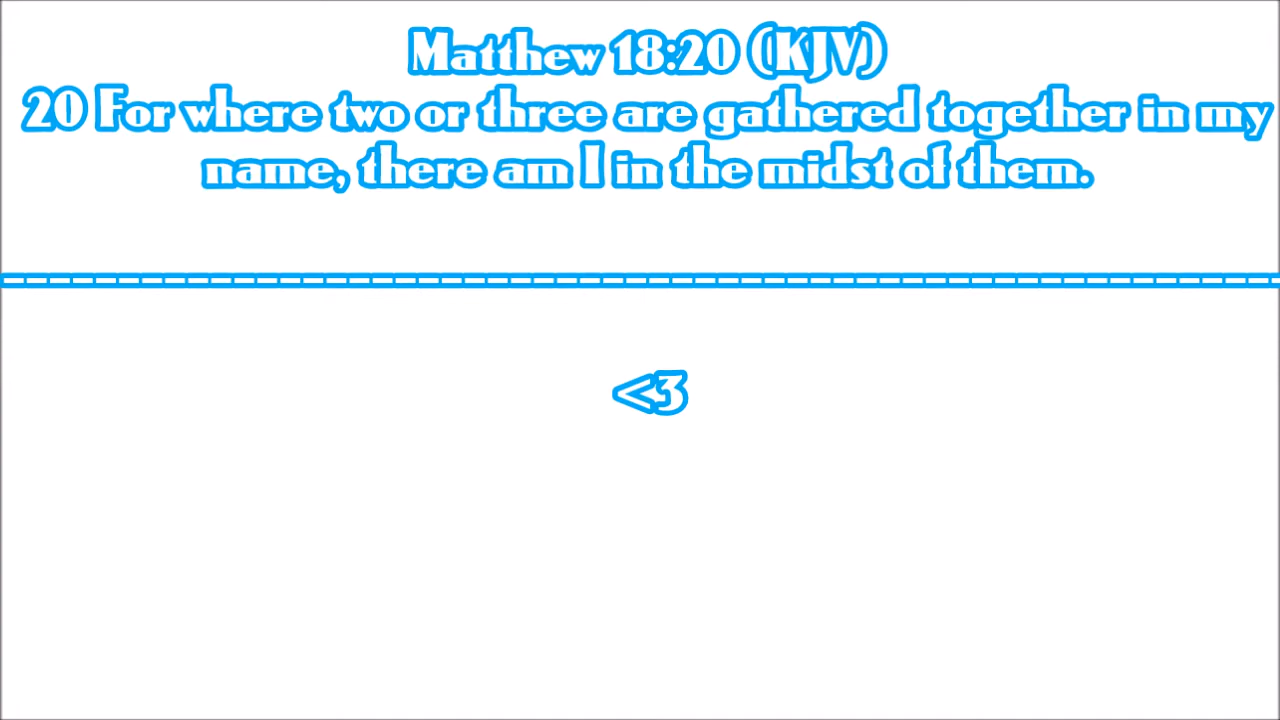 Matthew 18:20 (KJV)
20 For where two or three are gathered together in my
name, there am I in the midst of them.
<3